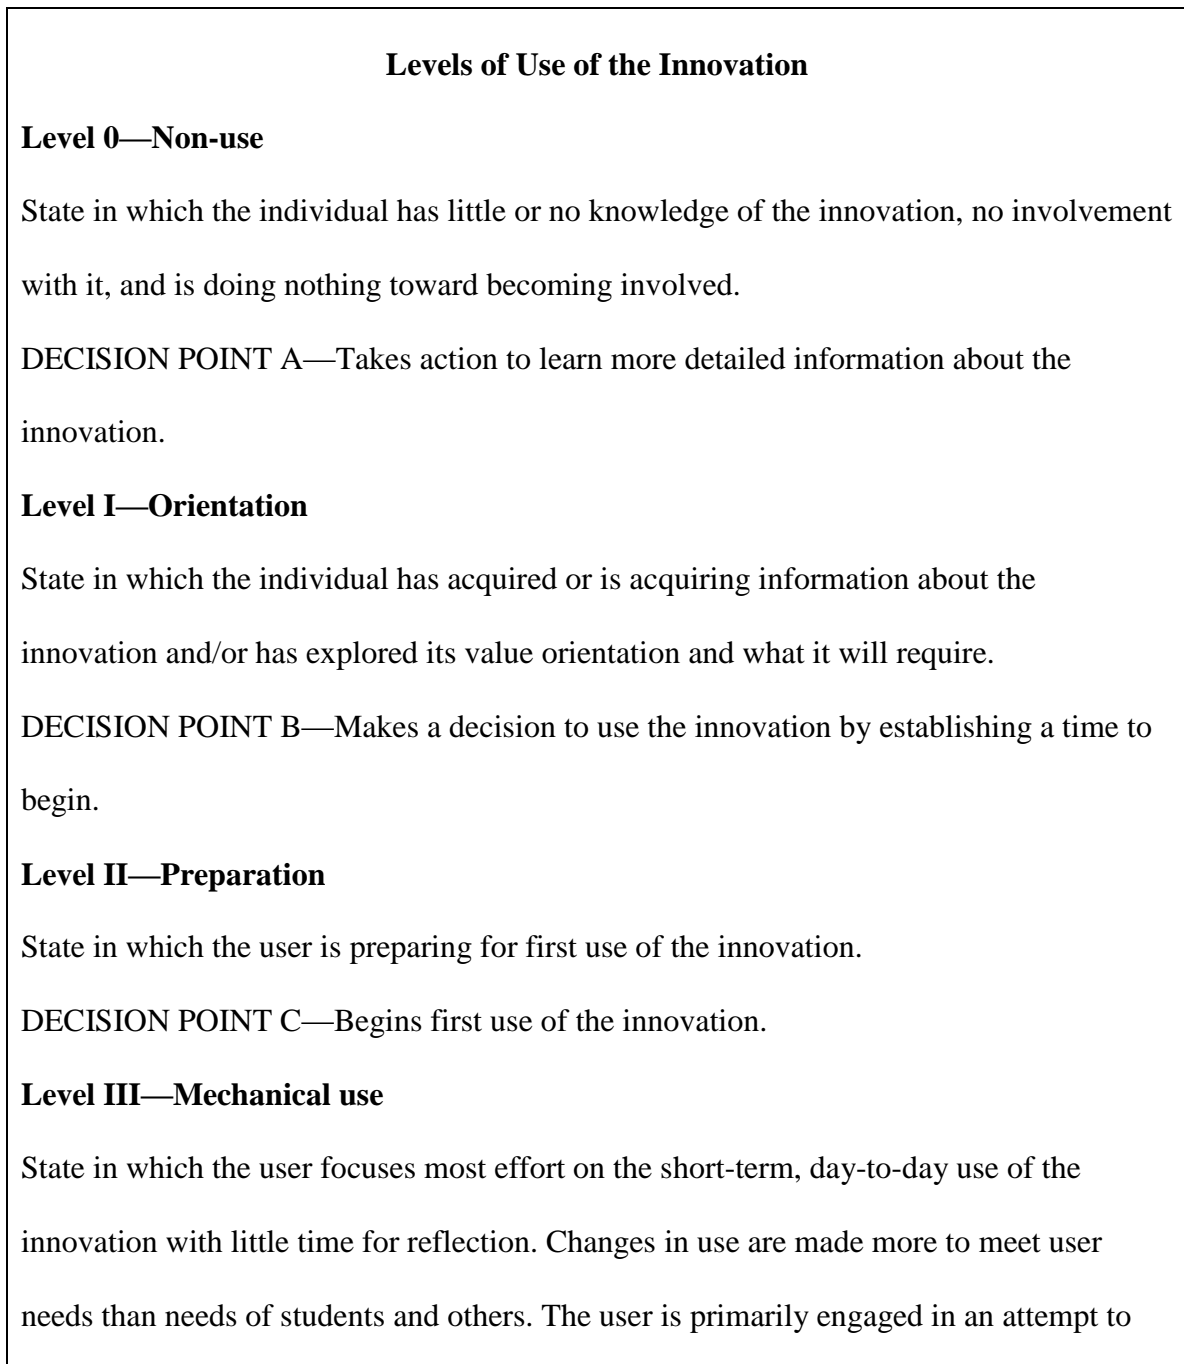 Levels of Use of the Innovation
Level 0—Non-use
State in which the individual has little or no knowledge of the innovation, no involvement
with it, and is doing nothing toward becoming involved.
DECISION POINT A—Takes action to learn more detailed information about the
innovation.
Level I—Orientation
State in which the individual has acquired or is acquiring information about the
innovation and/or has explored its value orientation and what it will require.
DECISION POINT B—Makes a decision to use the innovation by establishing a time to
begin.
Level II—Preparation
State in which the user is preparing for first use of the innovation.
DECISION POINT C—Begins first use of the innovation.
Level III—Mechanical use
State in which the user focuses most effort on the short-term, day-to-day use of the
innovation with little time for reflection. Changes in use are made more to meet user
needs than needs of students and others. The user is primarily engaged in an attempt to